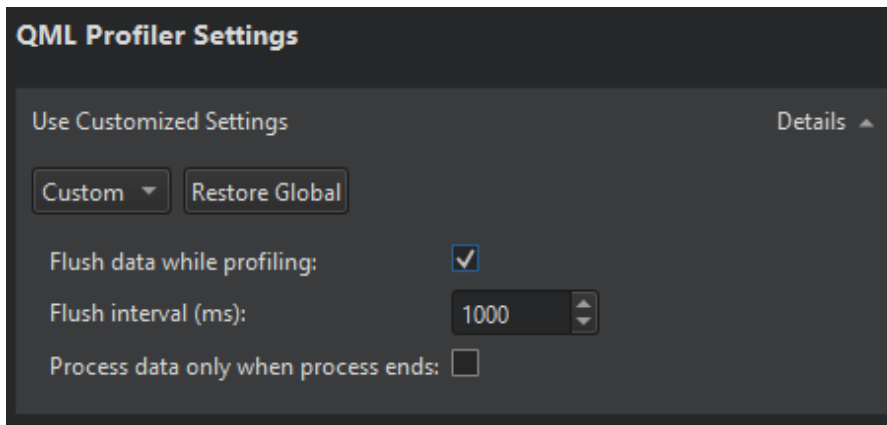 QML Profiler Settings
Use Customized Settings Details
Custom Restore Global
Flush data while profiling:
Flush interval (ms): 1000
Process data only when process ends: